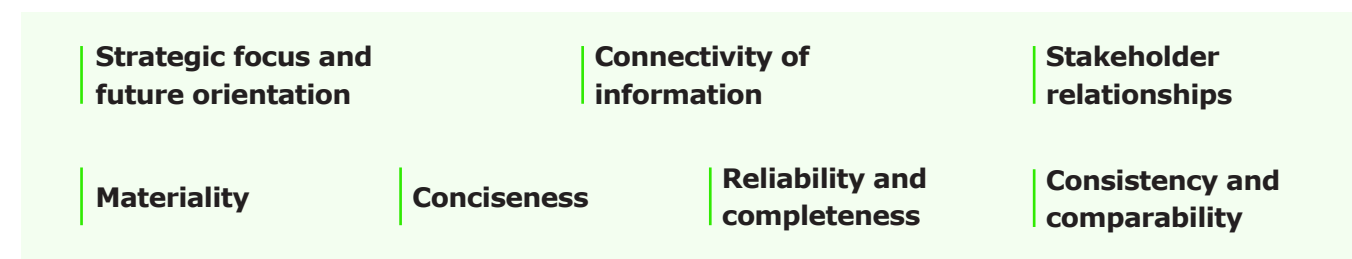 Strategic focus and
future orientation
Connectivity of
information
Stakeholder
relationships
Materiality
Conciseness
Reliability and
completeness
Consistency and
comparability